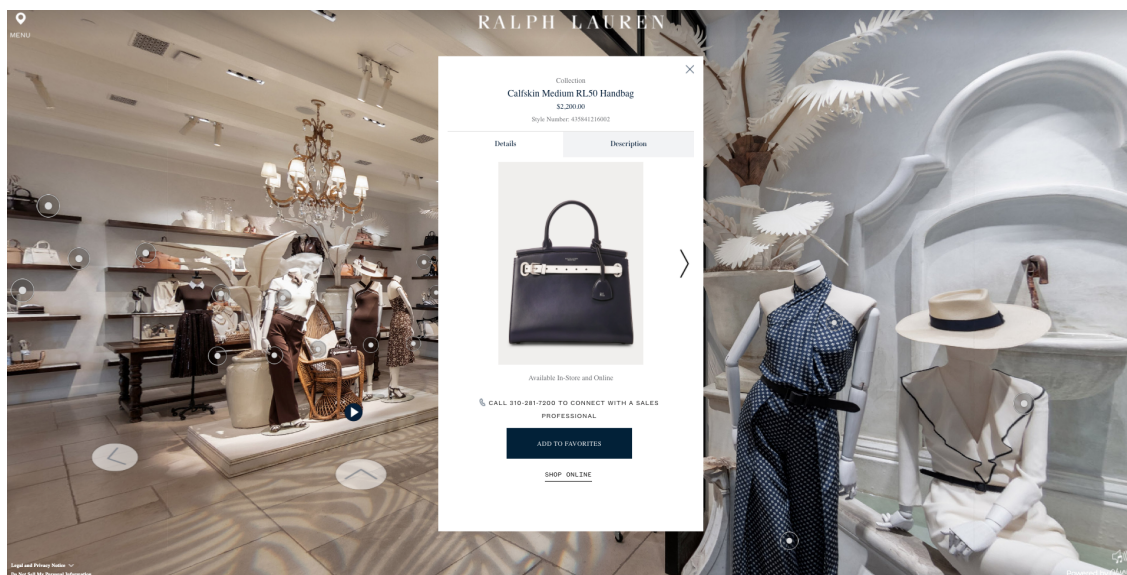 MENU
RALPH LAUREN
Collection
Calfskin Medium RL50 Handbag
$2,200.00
Style Number: 435841216002
Details
Description
Available In-Store and Online
CALL 310-281-7200 TO CONNECT WITH A SALES
PROFESSIONAL
ADD TO FAVORITES
SHOP ONLINE
Legal and Privacy Notice
Do Not Sell My Personal Information